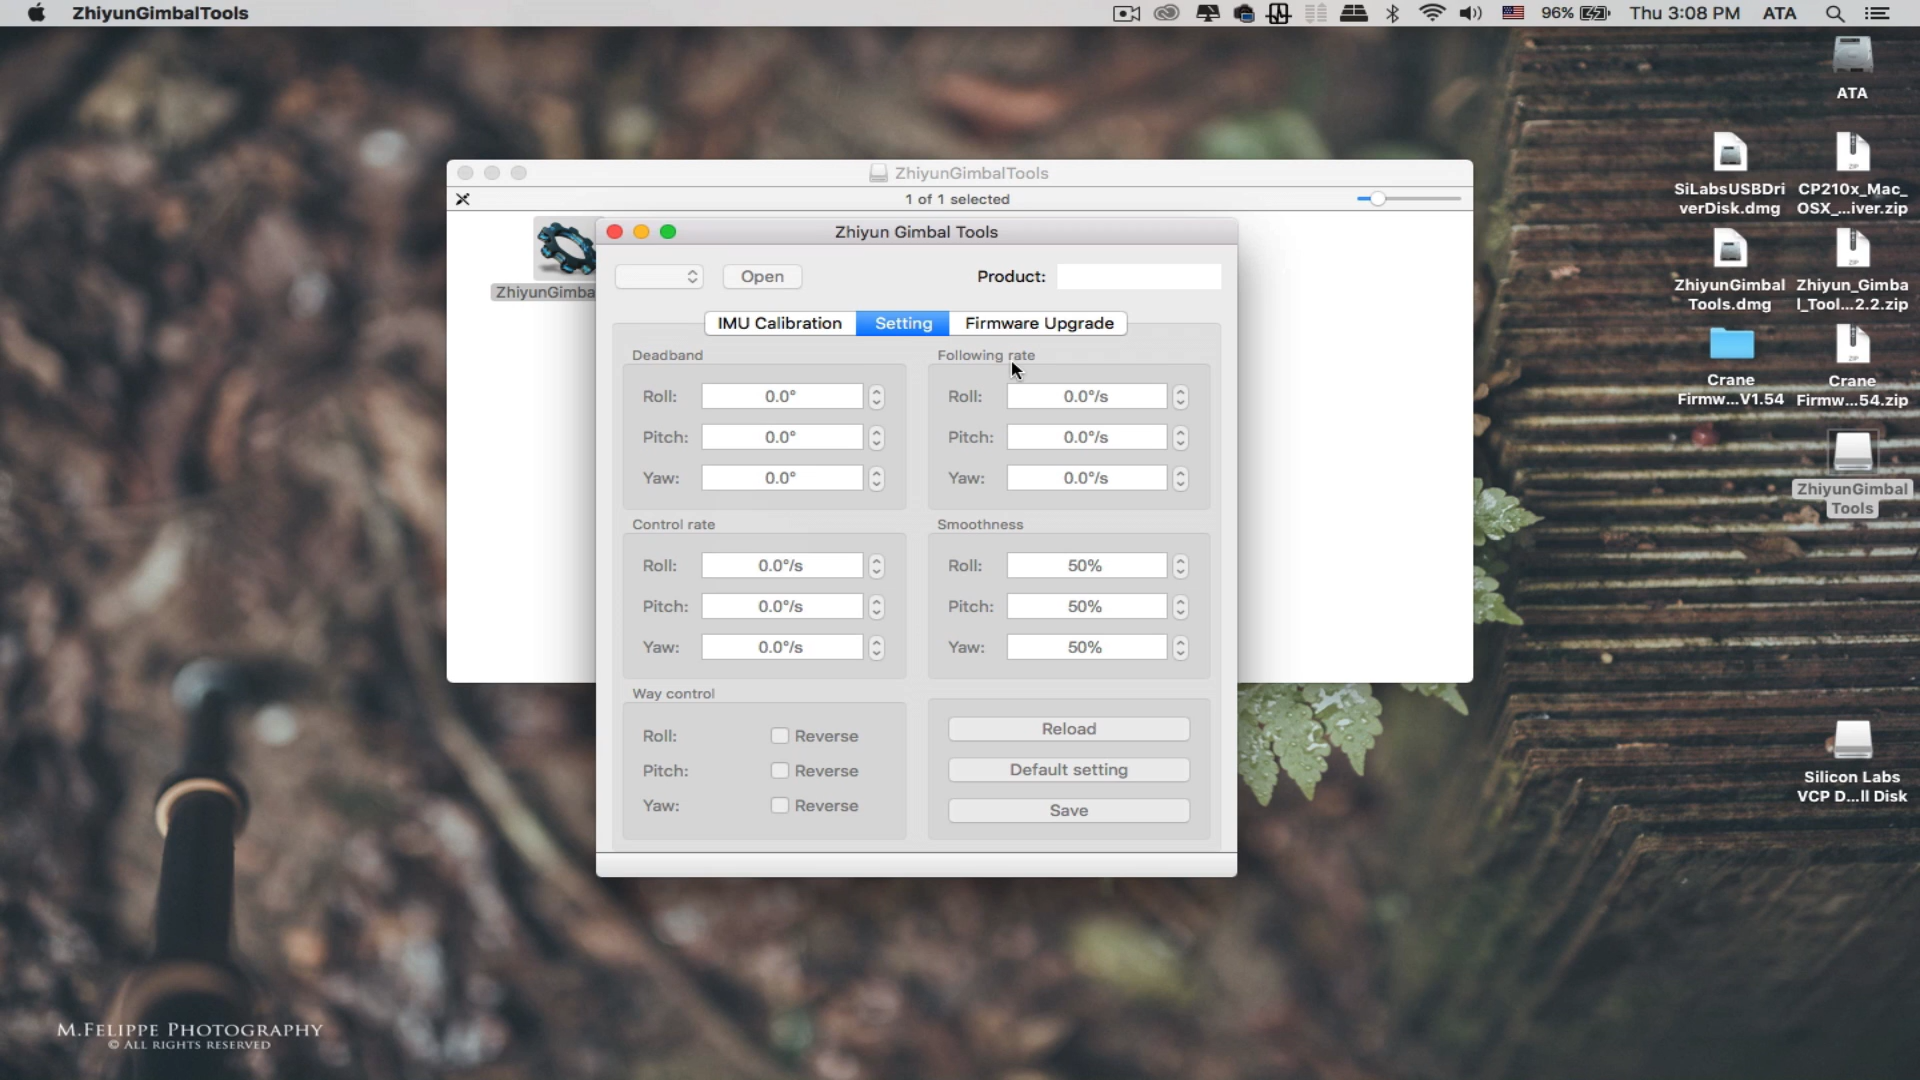 ZhiyunGimbalTools
96%
Thu 3:08 PM
ATA
ATA
SiLabsUSBDri
verDisk.dmg
CP210x_Mac_
OSX_...iver.zip
ZhiyunGimbal
Tools.dmg
Zhiyun_Gimba
l_Tool...2.2.zip
Crane
Firmw...V1.54
Crane
Firmw...54.zip
ZhiyunGimbal
Tools
Silicon Labs
VCP D...ll Disk
ZhiyunGimbalTools
1 of 1 selected
ZhiyunGimba
Zhiyun Gimbal Tools
Open
Product:
IMU Calibration
Setting
Firmware Upgrade
Deadband
Roll: 0.0°
Pitch: 0.0°
Yaw: 0.0°
Following rate
Roll: 0.0°/s
Pitch: 0.0°/s
Yaw: 0.0°/s
Control rate
Roll: 0.0°/s
Pitch: 0.0°/s
Yaw: 0.0°/s
Smoothness
Roll: 50%
Pitch: 50%
Yaw: 50%
Way control
Roll: Reverse
Pitch: Reverse
Yaw: Reverse
Reload
Default setting
Save
M.Felippe Photography
© All rights reserved